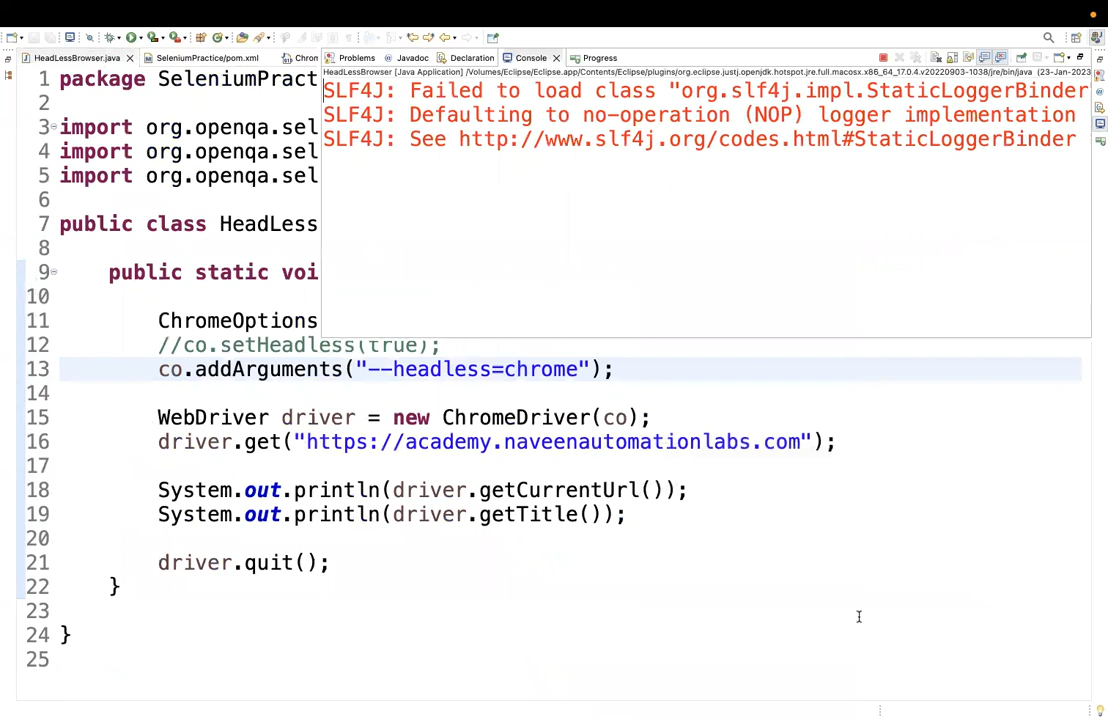 HeadLessBrowser.java
SeleniumPractice/pom.xml
Chron
Problems
Javadoc
Declaration
Console
Progress
HeadLessBrowser [Java Application] /Volumes/Eclipse/Eclipse.app/Contents/Eclipse/plugins/org.eclipse.justj.openjdk.hotspot.jre.full.macosx.x86_64_17.0.4.v20220903-1038/jre/bin/java (23-Jan-2023
SLF4J: Failed to load class "org.slf4j.impl.StaticLoggerBinder
SLF4J: Defaulting to no-operation (NOP) logger implementation
SLF4J: See http://www.slf4j.org/codes.html#StaticLoggerBinder
1 package SeleniumPract
2
3 import org.openqa.sel
4 import org.openqa.sel
5 import org.openqa.sel
6
7 public class HeadLess
8
9 public static voi
10
11 ChromeOptions
12 //co.setHeadless(true);
13 co.addArguments("--headless=chrome");
14
15 WebDriver driver = new ChromeDriver(co);
16 driver.get("https://academy.naveenautomationlabs.com");
17
18 System.out.println(driver.getCurrentUrl());
19 System.out.println(driver.getTitle());
20
21 driver.quit();
22 }
23
24 }
25